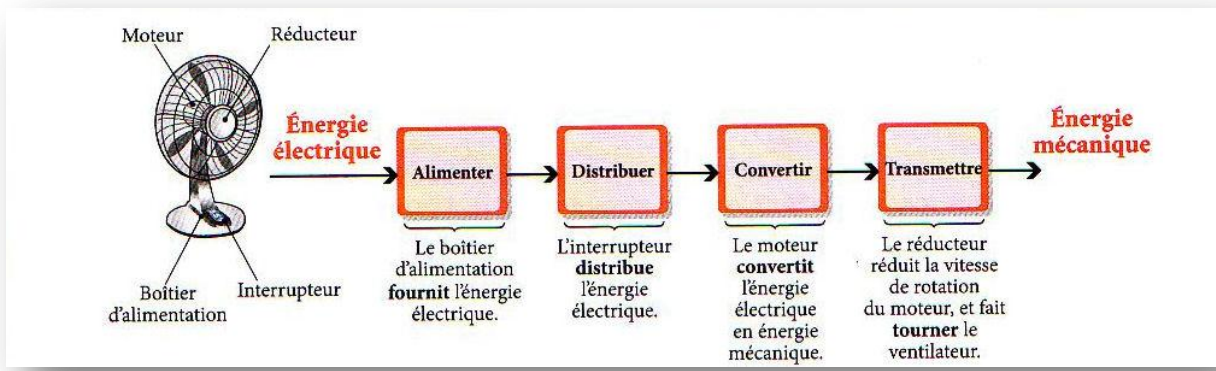 Moteur
Réducteur
Énergie
électrique
Énergie
mécanique
Alimenter
Distribuer
Convertir
Transmettre
Boîtier
d'alimentation
Interrupteur
Le boîtier
d'alimentation
fournit l'énergie
électrique.
L'interrupteur
distribue
l'énergie
électrique.
Le moteur
convertit
l'énergie
électrique
en énergie
mécanique.
Le réducteur
réduit la vitesse
de rotation
du moteur, et fait
tourner le
ventilateur.